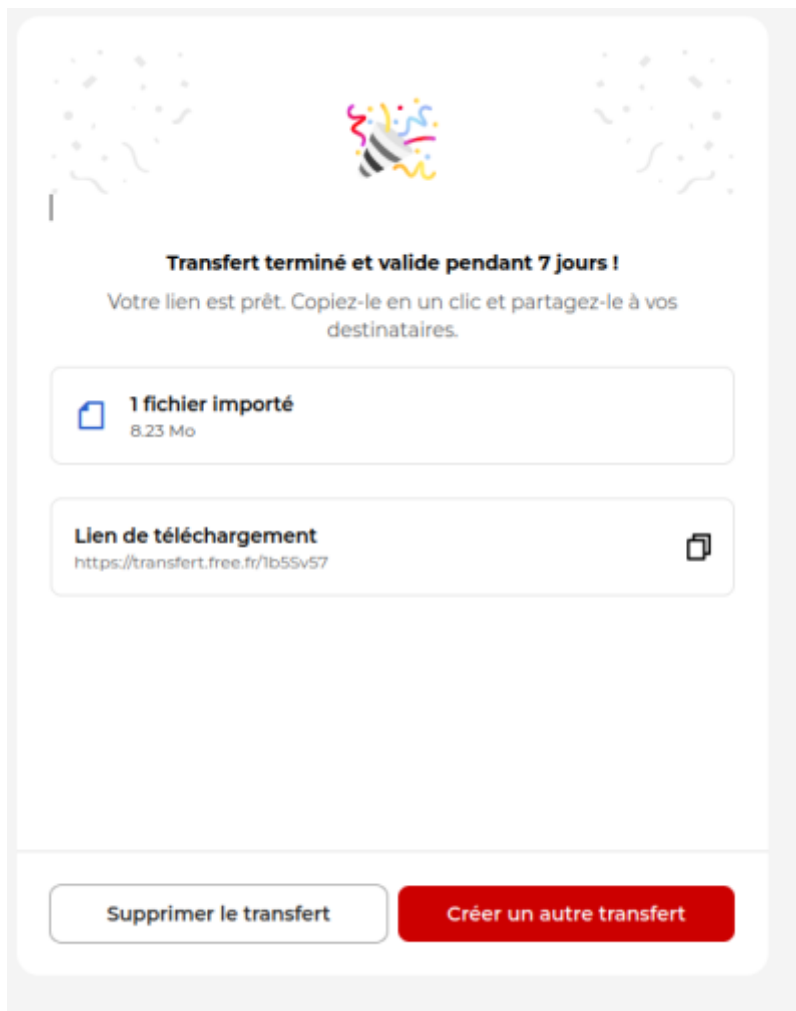 Transfert terminé et valide pendant 7 jours !
Votre lien est prêt. Copiez-le en un clic et partagez-le à vos
destinataires.
1 fichier importé
8.23 Mo
Lien de téléchargement
https://transfert.free.fr/1b5Sv57
Supprimer le transfert
Créer un autre transfert